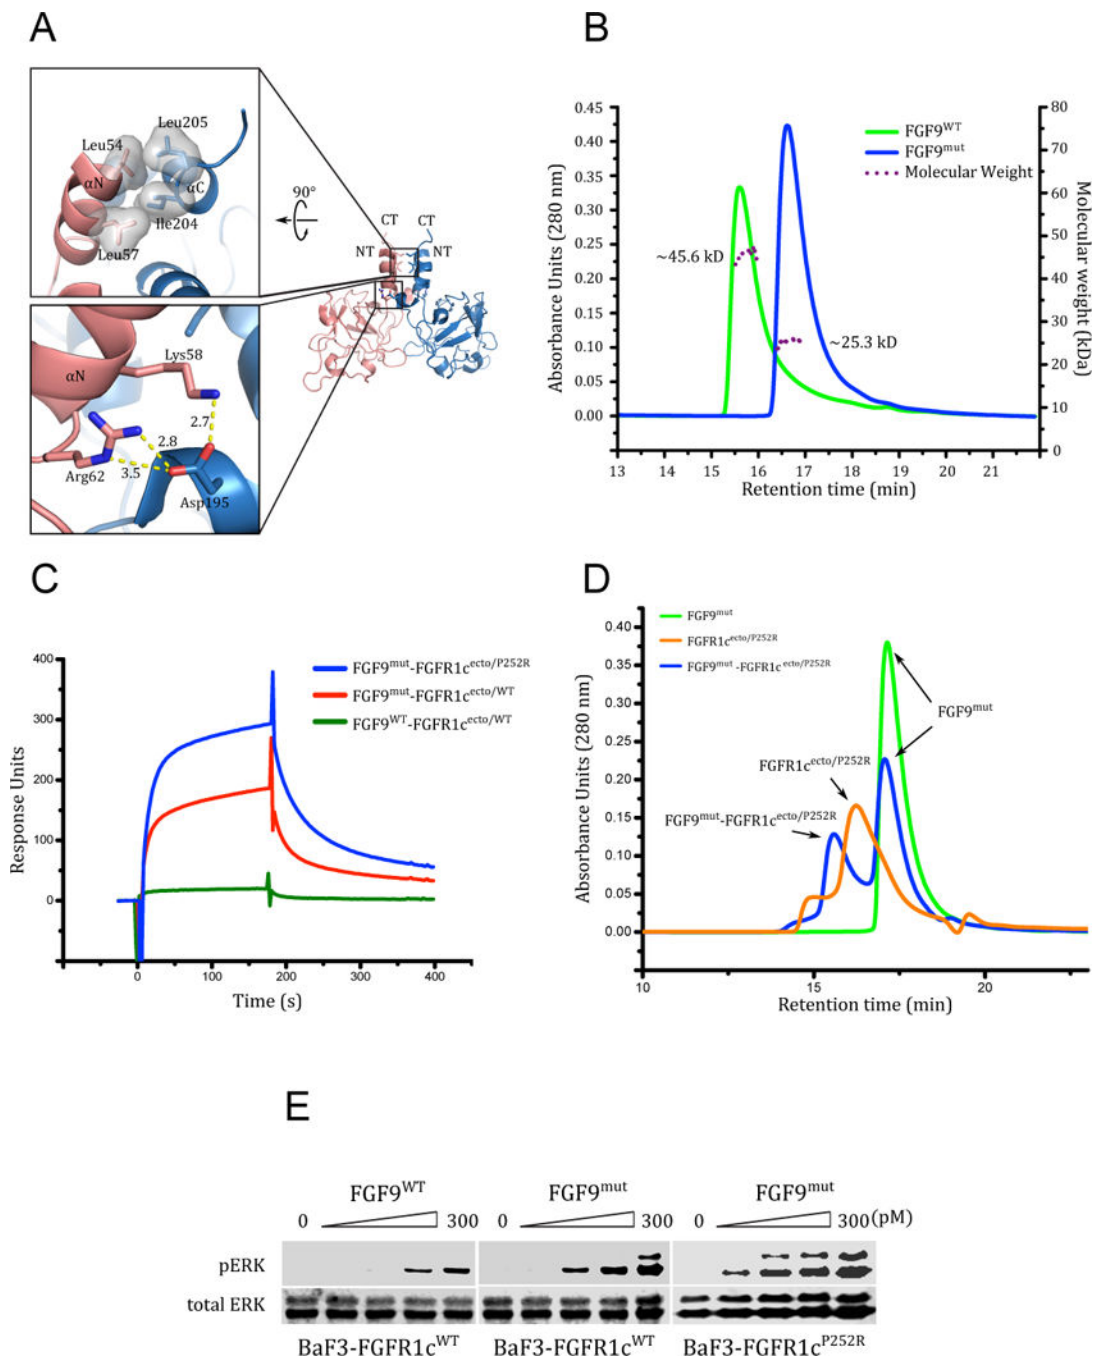 A
Leu205
Leu54
αN
αC
Ile204
Leu57
90°
CT CT
NT NT
Lys58
αN
2.7
2.8
3.5
Arg62
Asp195
B
0.45
0.40
0.35
0.30
0.25
0.20
0.15
0.10
0.05
0.00
Absorbance Units (280 nm)
FGF9WT
FGF9mut
Molecular Weight
~45.6 kD
~25.3 kD
80
70
60
50
40
30
20
10
0
Molecular weight (kDa)
13 14 15 16 17 18 19 20 21
Retention time (min)
C
400
300
200
100
0
Response Units
FGF9mut-FGFR1cecto/P252R
FGF9mut-FGFR1cecto/WT
FGF9WT-FGFR1cecto/WT
0 100 200 300 400
Time (s)
D
FGF9mut
FGFR1cecto/P252R
FGF9mut-FGFR1cecto/P252R
0.40
0.35
0.30
0.25
0.20
0.15
0.10
0.05
0.00
Absorbance Units (280 nm)
FGF9mut
FGFR1cecto/P252R
FGF9mut-FGFR1cecto/P252R
10 15 20
Retention time (min)
E
FGF9WT FGF9mut FGF9mut
0 300 0 300 0 300(pM)
pERK
total ERK
BaF3-FGFR1cWT BaF3-FGFR1cWT BaF3-FGFR1cP252R